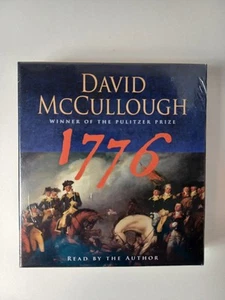 DAVID
MCCULLOUGH
WINNER OF THE PULITZER PRIZE
1776
READ BY THE AUTHOR